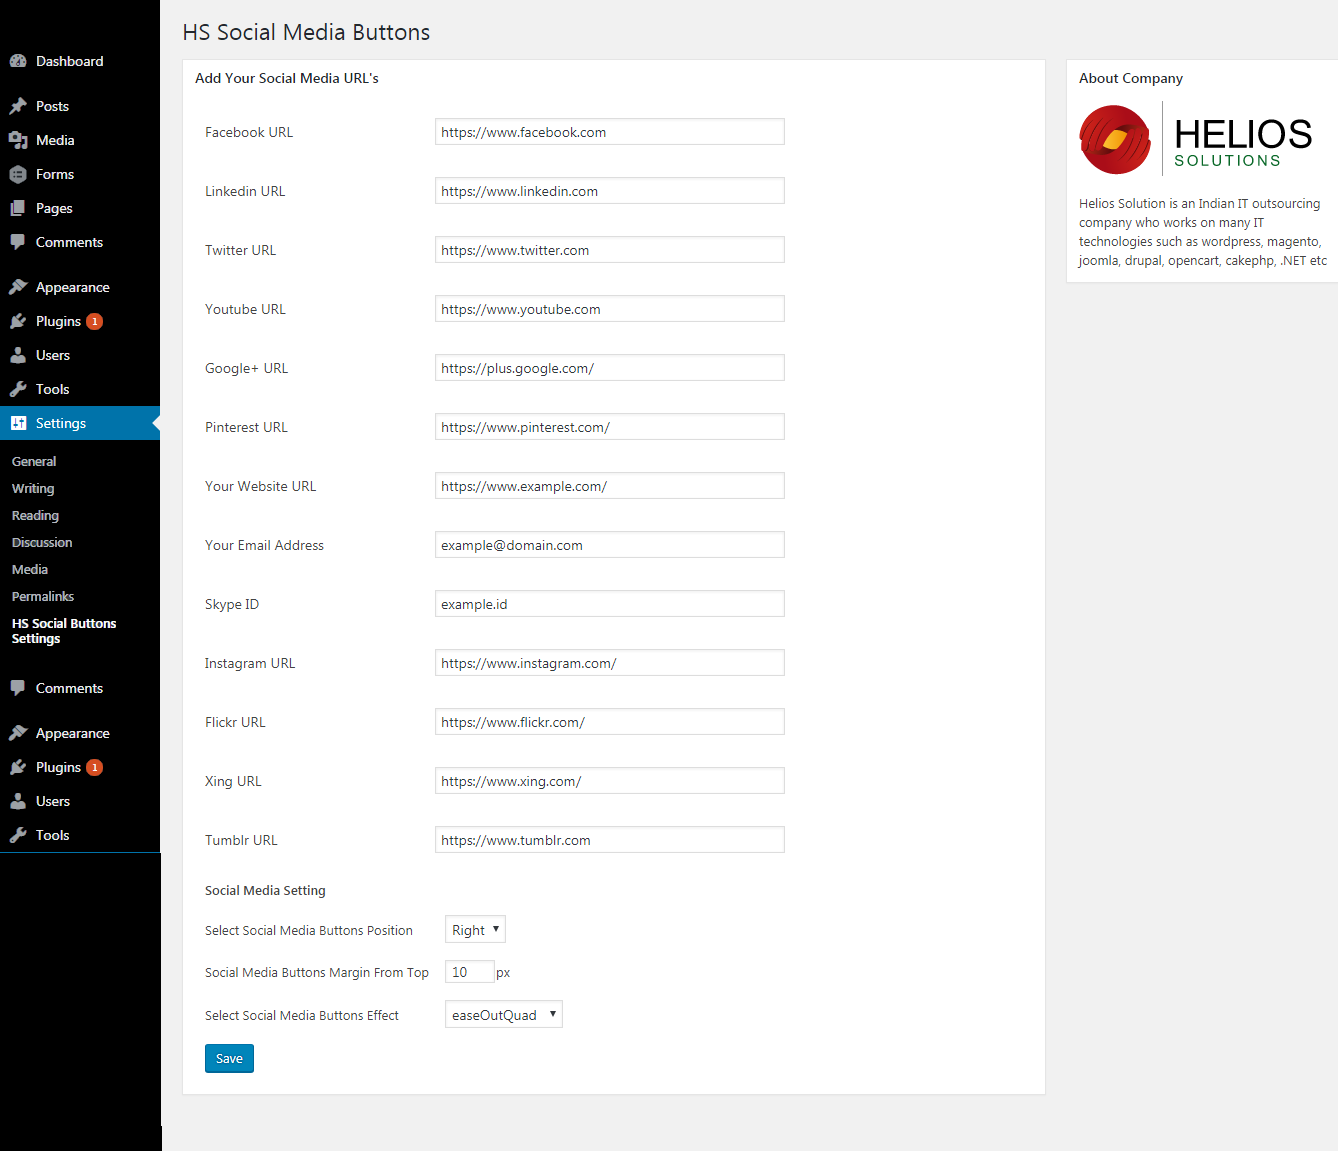 Dashboard
Posts
Media
Forms
Pages
Comments
Appearance
Plugins 1
Users
Tools
Settings
General
Writing
Reading
Discussion
Media
Permalinks
HS Social Buttons
Settings
Comments
Appearance
Plugins 1
Users
Tools
HS Social Media Buttons
Add Your Social Media URL's
Facebook URL https://www.facebook.com
Linkedin URL https://www.linkedin.com
Twitter URL https://www.twitter.com
Youtube URL https://www.youtube.com
Google+ URL https://plus.google.com/
Pinterest URL https://www.pinterest.com/
Your Website URL https://www.example.com/
Your Email Address example@domain.com
Skype ID example.id
Instagram URL https://www.instagram.com/
Flickr URL https://www.flickr.com/
Xing URL https://www.xing.com/
Tumblr URL https://www.tumblr.com
Social Media Setting
Select Social Media Buttons Position Right
Social Media Buttons Margin From Top 10 px
Select Social Media Buttons Effect easeOutQuad
Save
About Company
HELIOS
SOLUTIONS
Helios Solution is an Indian IT outsourcing
company who works on many IT
technologies such as wordpress, magento,
joomla, drupal, opencart, cakephp, .NET etc